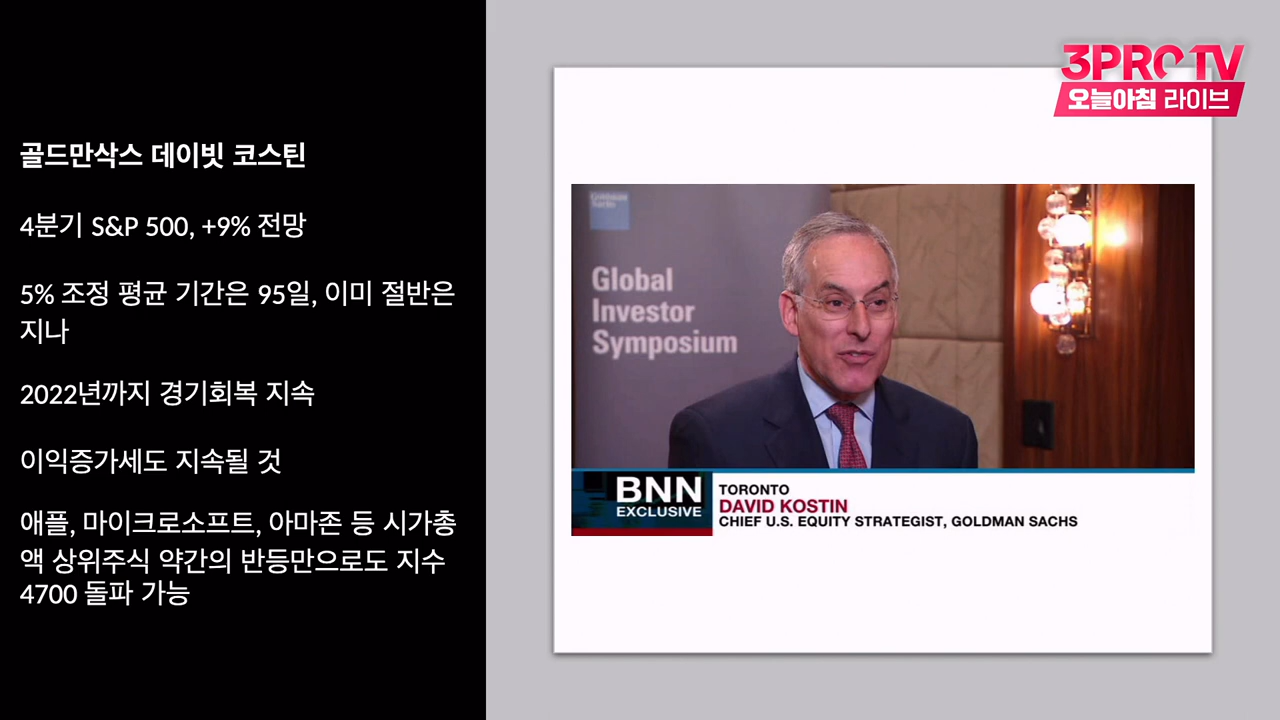 골드만삭스 데이빗 코스틴
4분기 S&P 500, +9% 전망
5% 조정 평균 기간은 95일, 이미 절반은
지나
2022년까지 경기회복 지속
이익증가세도 지속될 것
애플, 마이크로소프트, 아마존 등 시가총
액 상위주식 약간의 반등만으로도 지수
4700 돌파 가능
3PROTV
오늘아침 라이브
Goldman
Sachs
Global
Investor
Symposium
BNN
EXCLUSIVE
TORONTO
DAVID KOSTIN
CHIEF U.S. EQUITY STRATEGIST, GOLDMAN SACHS